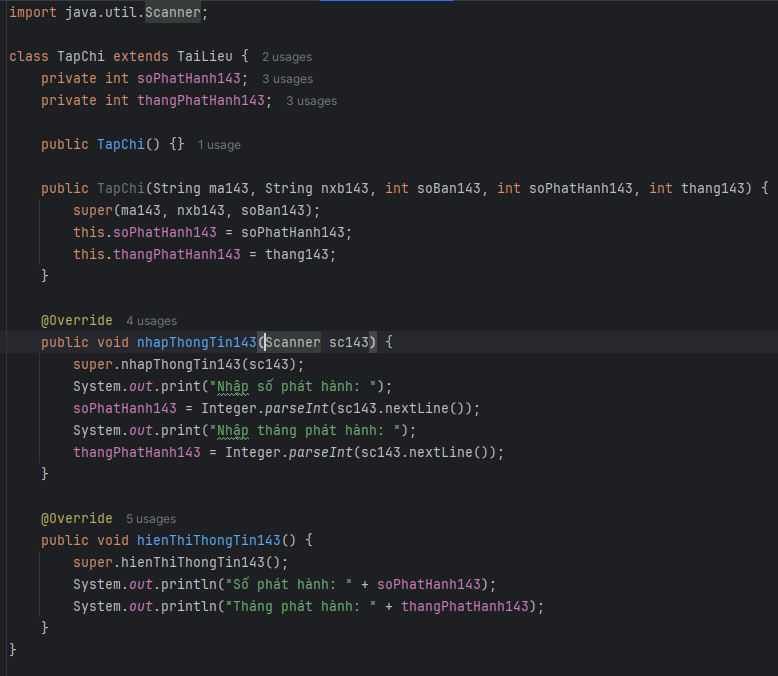 import java.util.Scanner;
class TapChi extends TaiLieu { 2 usages
private int soPhatHanh143; 3 usages
private int thangPhatHanh143; 3 usages
public TapChi() {} 1 usage
public TapChi(String ma143, String nxb143, int soBan143, int soPhatHanh143, int thang143) {
super(ma143, nxb143, soBan143);
this.soPhatHanh143 = soPhatHanh143;
this.thangPhatHanh143 = thang143;
}
@Override 4 usages
public void nhapThongTin143(Scanner sc143) {
super.nhapThongTin143(sc143);
System.out.print("Nhập số phát hành: ");
soPhatHanh143 = Integer.parseInt(sc143.nextLine());
System.out.print("Nhập tháng phát hành: ");
thangPhatHanh143 = Integer.parseInt(sc143.nextLine());
}
@Override 5 usages
public void hienThiThongTin143() {
super.hienThiThongTin143();
System.out.println("Số phát hành: " + soPhatHanh143);
System.out.println("Tháng phát hành: " + thangPhatHanh143);
}
}